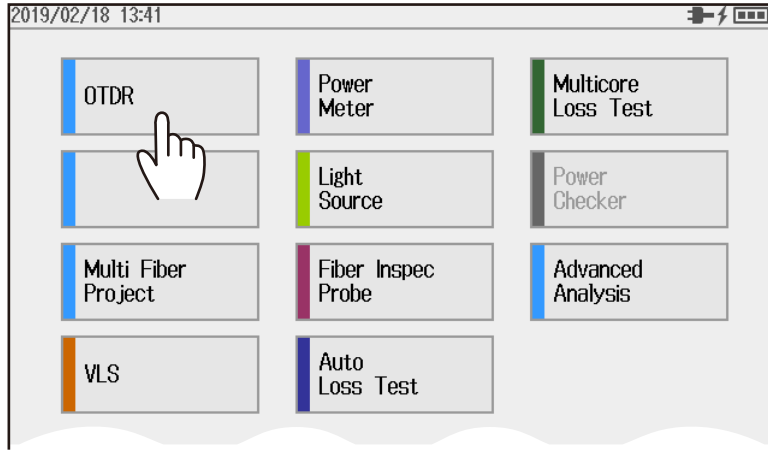 2019/02/18 13:41
OTDR
Power
Meter
Multicore
Loss Test
Light
Source
Power
Checker
Multi Fiber
Project
Fiber Inspec
Probe
Advanced
Analysis
VLS
Auto
Loss Test